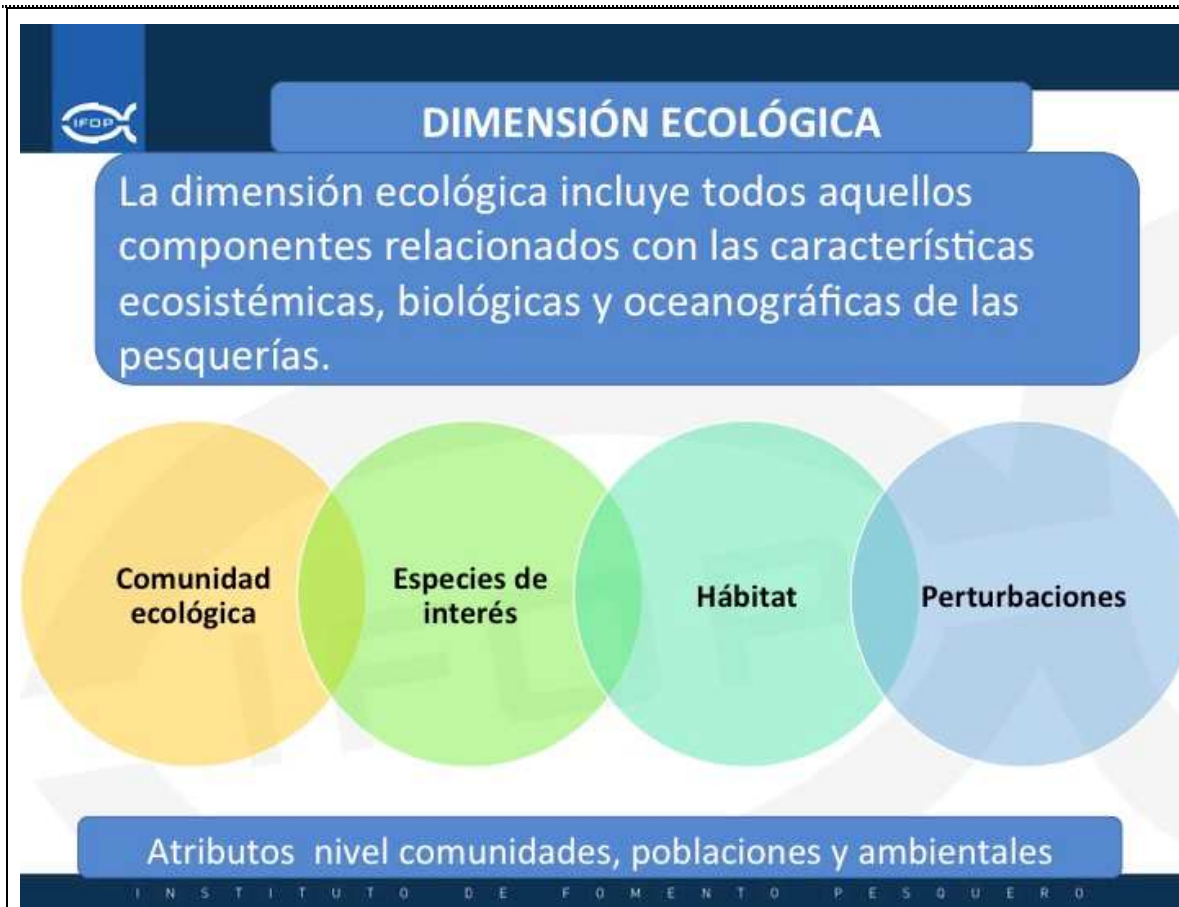 IFOP
DIMENSIÓN ECOLÓGICA
La dimensión ecológica incluye todos aquellos
componentes relacionados con las características
ecosistémicas, biológicas y oceanográficas de las
pesquerías.
Comunidad
ecológica
Especies de
interés
Hábitat
Perturbaciones
Atributos nivel comunidades, poblaciones y ambientales
INSTITUTO DE FOMENTO PESQUERO